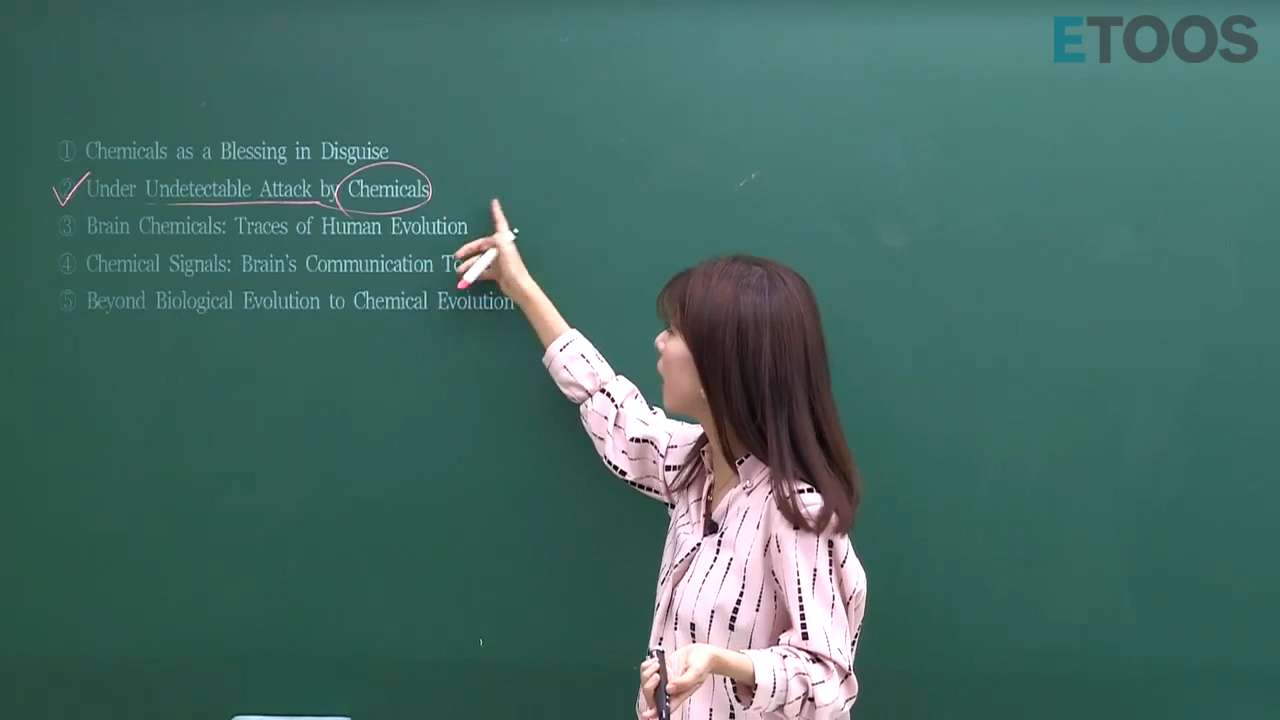 ETOOS
① Chemicals as a Blessing in Disguise
② Under Undetectable Attack by Chemicals
③ Brain Chemicals: Traces of Human Evolution
④ Chemical Signals: Brain's Communication
⑤ Beyond Biological Evolution to Chemical Evolution